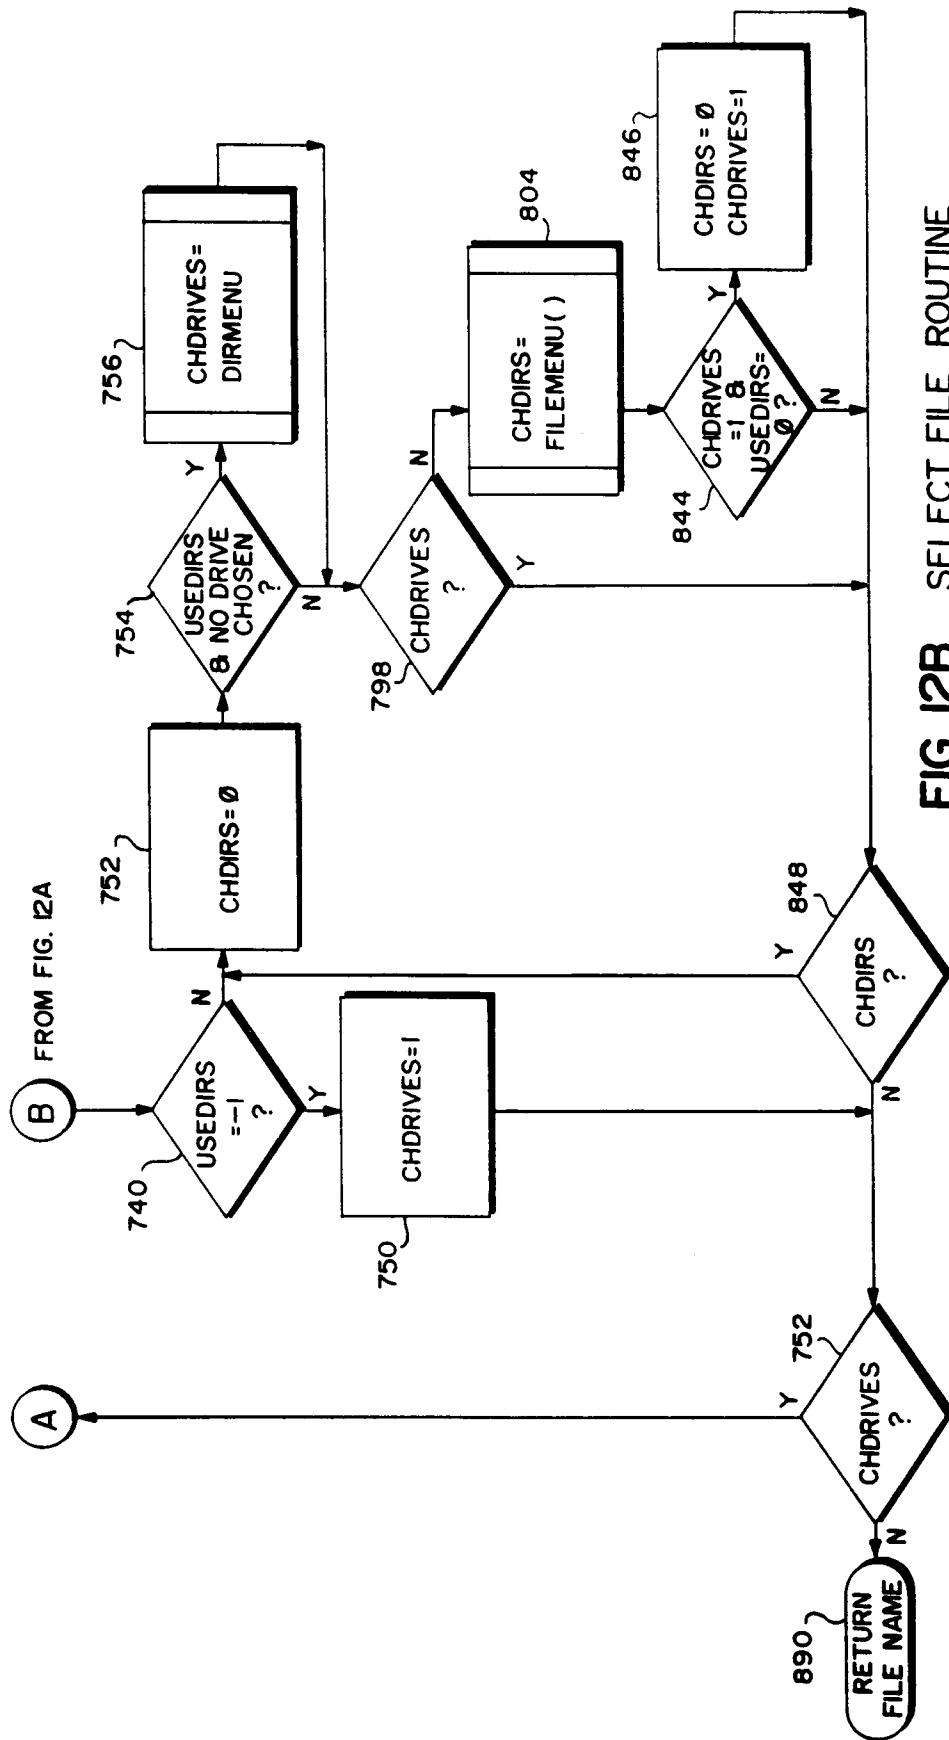 B
FROM FIG. 12A
A
740
USEDIRS
=-1
?
N
Y
752
CHDIRS=Ø
754
USEDIRS
& NO DRIVE
CHOSEN
?
Y
N
756
CHDRIVES=
DIRMENU
750
CHDRIVES=1
798
CHDRIVES
?
N
Y
804
CHDIRS=
FILEMENU( )
844
CHDRIVES
=1 &
USEDIRS=
Ø ?
Y
N
846
CHDIRS=Ø
CHDRIVES=1
848
CHDIRS
?
Y
N
752
CHDRIVES
?
Y
N
890
RETURN
FILE NAME
FIG. 12B SELECT FILE ROUTINE